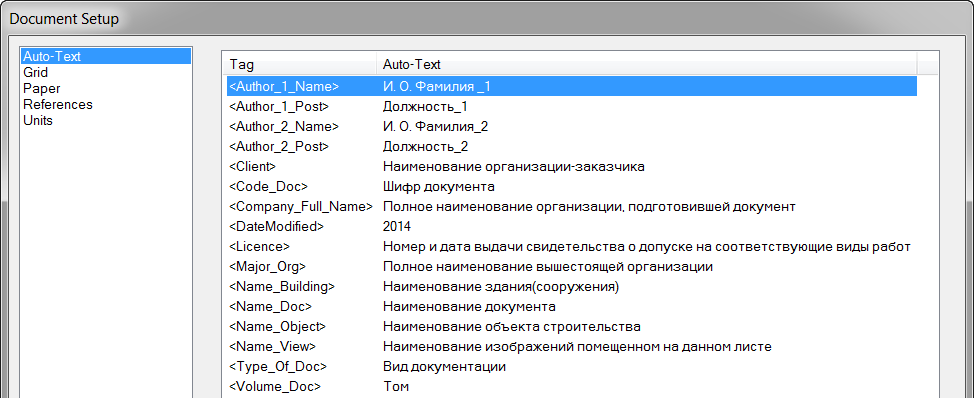 Document Setup
Auto-Text
Grid
Paper
References
Units
Tag Auto-Text
<Author_1_Name> И. О. Фамилия _1
<Author_1_Post> Должность_1
<Author_2_Name> И. О. Фамилия_2
<Author_2_Post> Должность_2
<Client> Наименование организации-заказчика
<Code_Doc> Шифр документа
<Company_Full_Name> Полное наименование организации, подготовившей документ
<DateModified> 2014
<Licence> Номер и дата выдачи свидетельства о допуске на соответствующие виды работ
<Major_Org> Полное наименование вышестоящей организации
<Name_Building> Наименование здания(сооружения)
<Name_Doc> Наименование документа
<Name_Object> Наименование объекта строительства
<Name_View> Наименование изображений помещенном на данном листе
<Type_Of_Doc> Вид документации
<Volume_Doc> Том